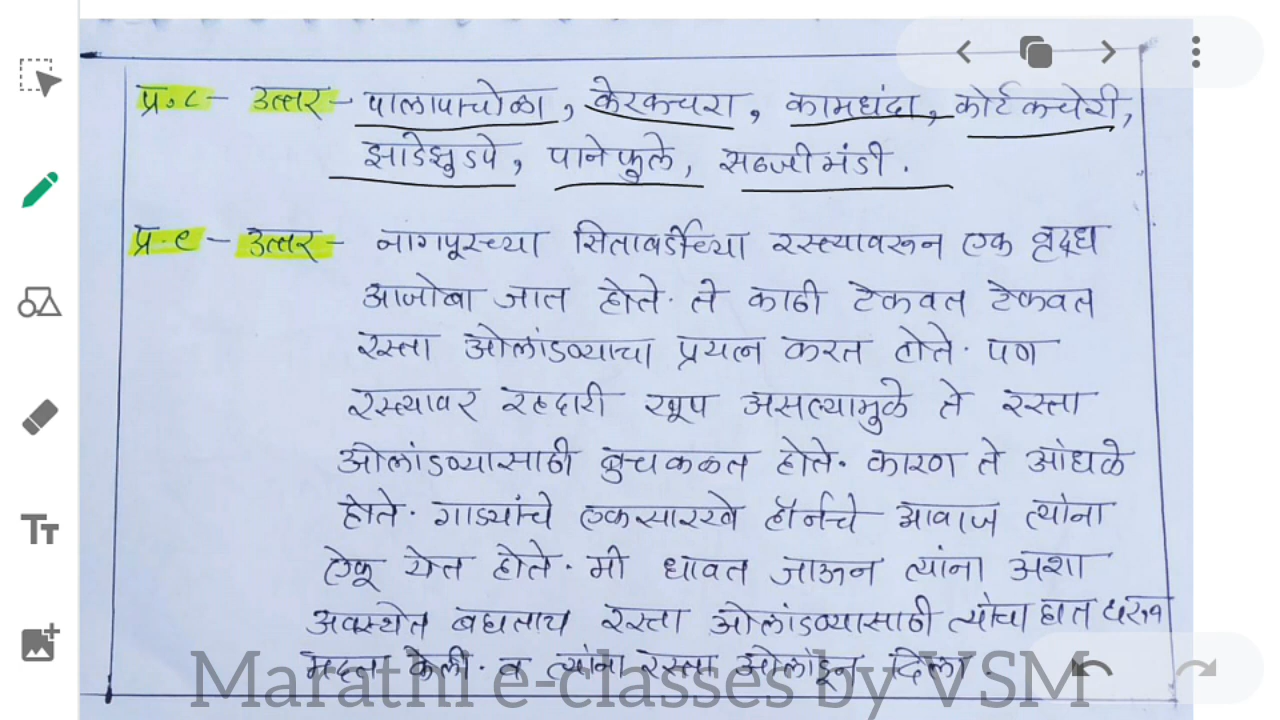 प्र.८ - उत्तर - पालापाचोळा, केरकचरा, कामधंदा, कोर्टकचेरी,
झाडेझुडपे, पानेफुले, सब्जीमंडी.
प्र.९ - उत्तर - नागपूरच्या सितावर्डीच्या रस्त्यावरून एक वृद्ध
आजोबा जात होते. ते काठी टेकवत टेकवत
रस्ता ओलांडण्याचा प्रयत्न करत होते. पण
रस्त्यावर रहदारी खूप असल्यामुळे ते रस्ता
ओलांडण्यासाठी बुचकळत होते. कारण ते आंधळे
होते. गाड्यांचे एकसारखे हॉर्नचे आवाज त्यांना
ऐकू येत होते. मी धावत जाऊन त्यांना अशा
अवस्थेत बघताच रस्ता ओलांडण्यासाठी त्यांचा हात धरून
मदत केली. व त्यांना रस्ता ओलांडून दिला.
Marathi e-classes by VSM
TT